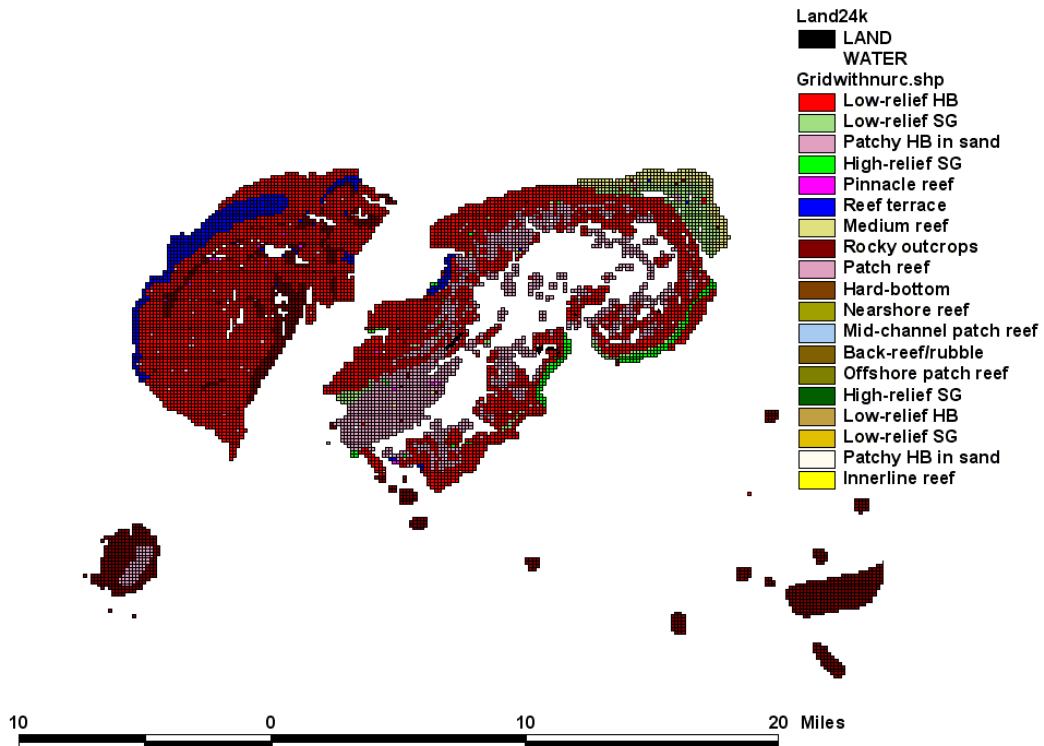 Land24k
LAND
WATER
Gridwithnurc.shp
Low-relief HB
Low-relief SG
Patchy HB in sand
High-relief SG
Pinnacle reef
Reef terrace
Medium reef
Rocky outcrops
Patch reef
Hard-bottom
Nearshore reef
Mid-channel patch reef
Back-reef/rubble
Offshore patch reef
High-relief SG
Low-relief HB
Low-relief SG
Patchy HB in sand
Innerline reef
10 0 10 20 Miles